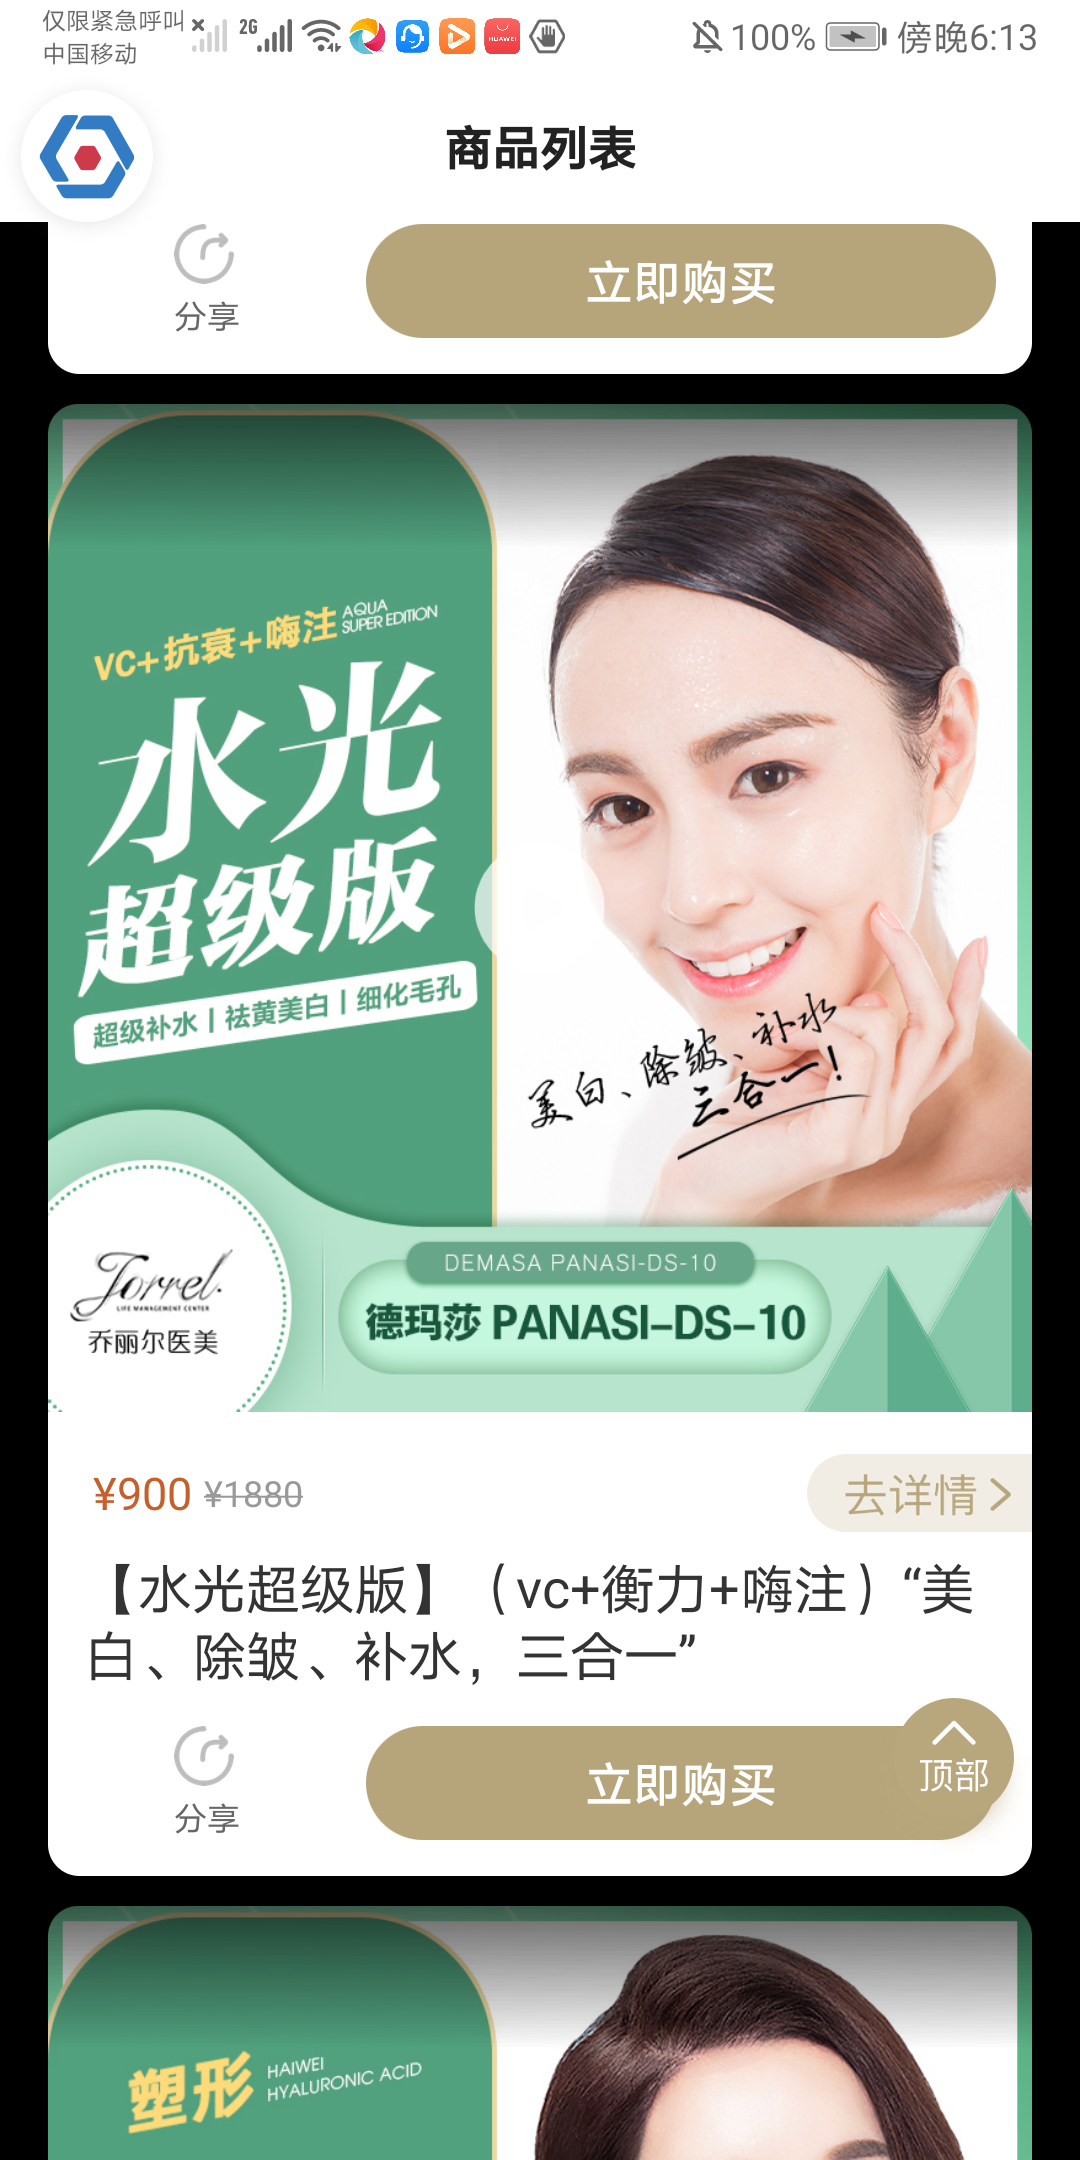 仅限紧急呼叫
中国移动
2G
HUAWEI
100%
傍晚6:13
商品列表
分享
立即购买
VC+抗衰+嗨注
AQUA
SUPER EDITION
水光
超级版
超级补水 | 祛黄美白 | 细化毛孔
美白、除皱、补水
三合一!
Jorrel.
LIFE MANAGEMENT CENTER
乔丽尔医美
DEMASA PANASI-DS-10
德玛莎 PANASI-DS-10
¥900 ¥1880
去详情
【水光超级版】（vc+衡力+嗨注）“美
白、除皱、补水，三合一”
分享
立即购买
顶部
塑形
HAIWEI
HYALURONIC ACID